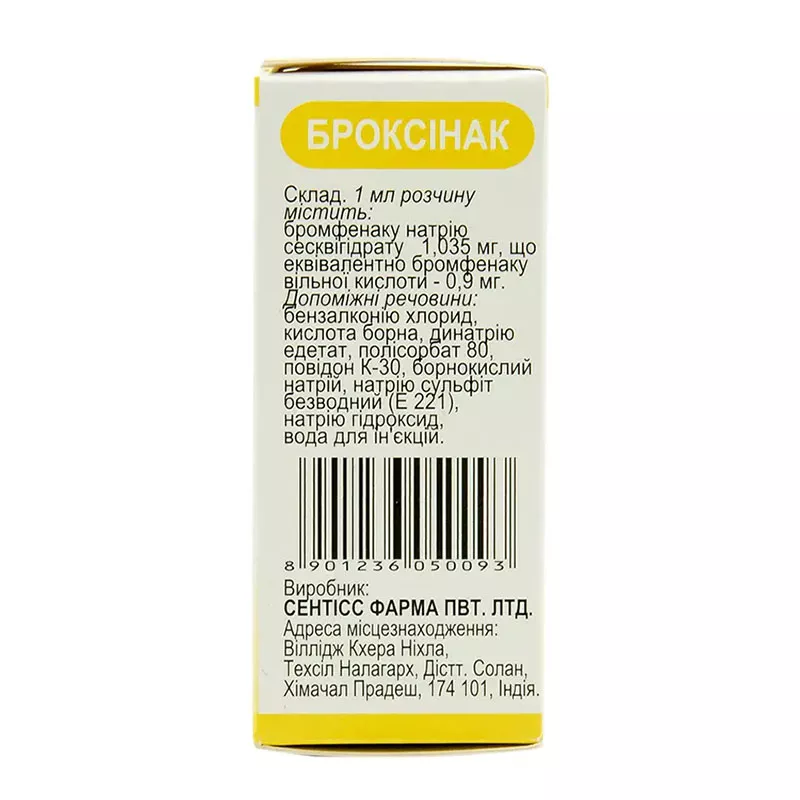 БРОКСІНАК
Склад. 1 мл розчину
містить:
бромфенаку натрію
сесквігідрату 1,035 мг, що
еквівалентно бромфенаку
вільної кислоти - 0,9 мг.
Допоміжні речовини:
бензалконію хлорид,
кислота борна, динатрію
едетат, полісорбат 80,
повідон К-30, борнокислий
натрій, натрію сульфіт
безводний (Е 221),
натрію гідроксид,
вода для ін'єкцій.
8 901236 050093
Виробник:
СЕНТІСС ФАРМА ПВТ. ЛТД.
Адреса місцезнаходження:
Віллідж Кхера Ніхла,
Техсіл Налагарх, Дістт. Солан,
Хімачал Прадеш, 174 101, Індія.